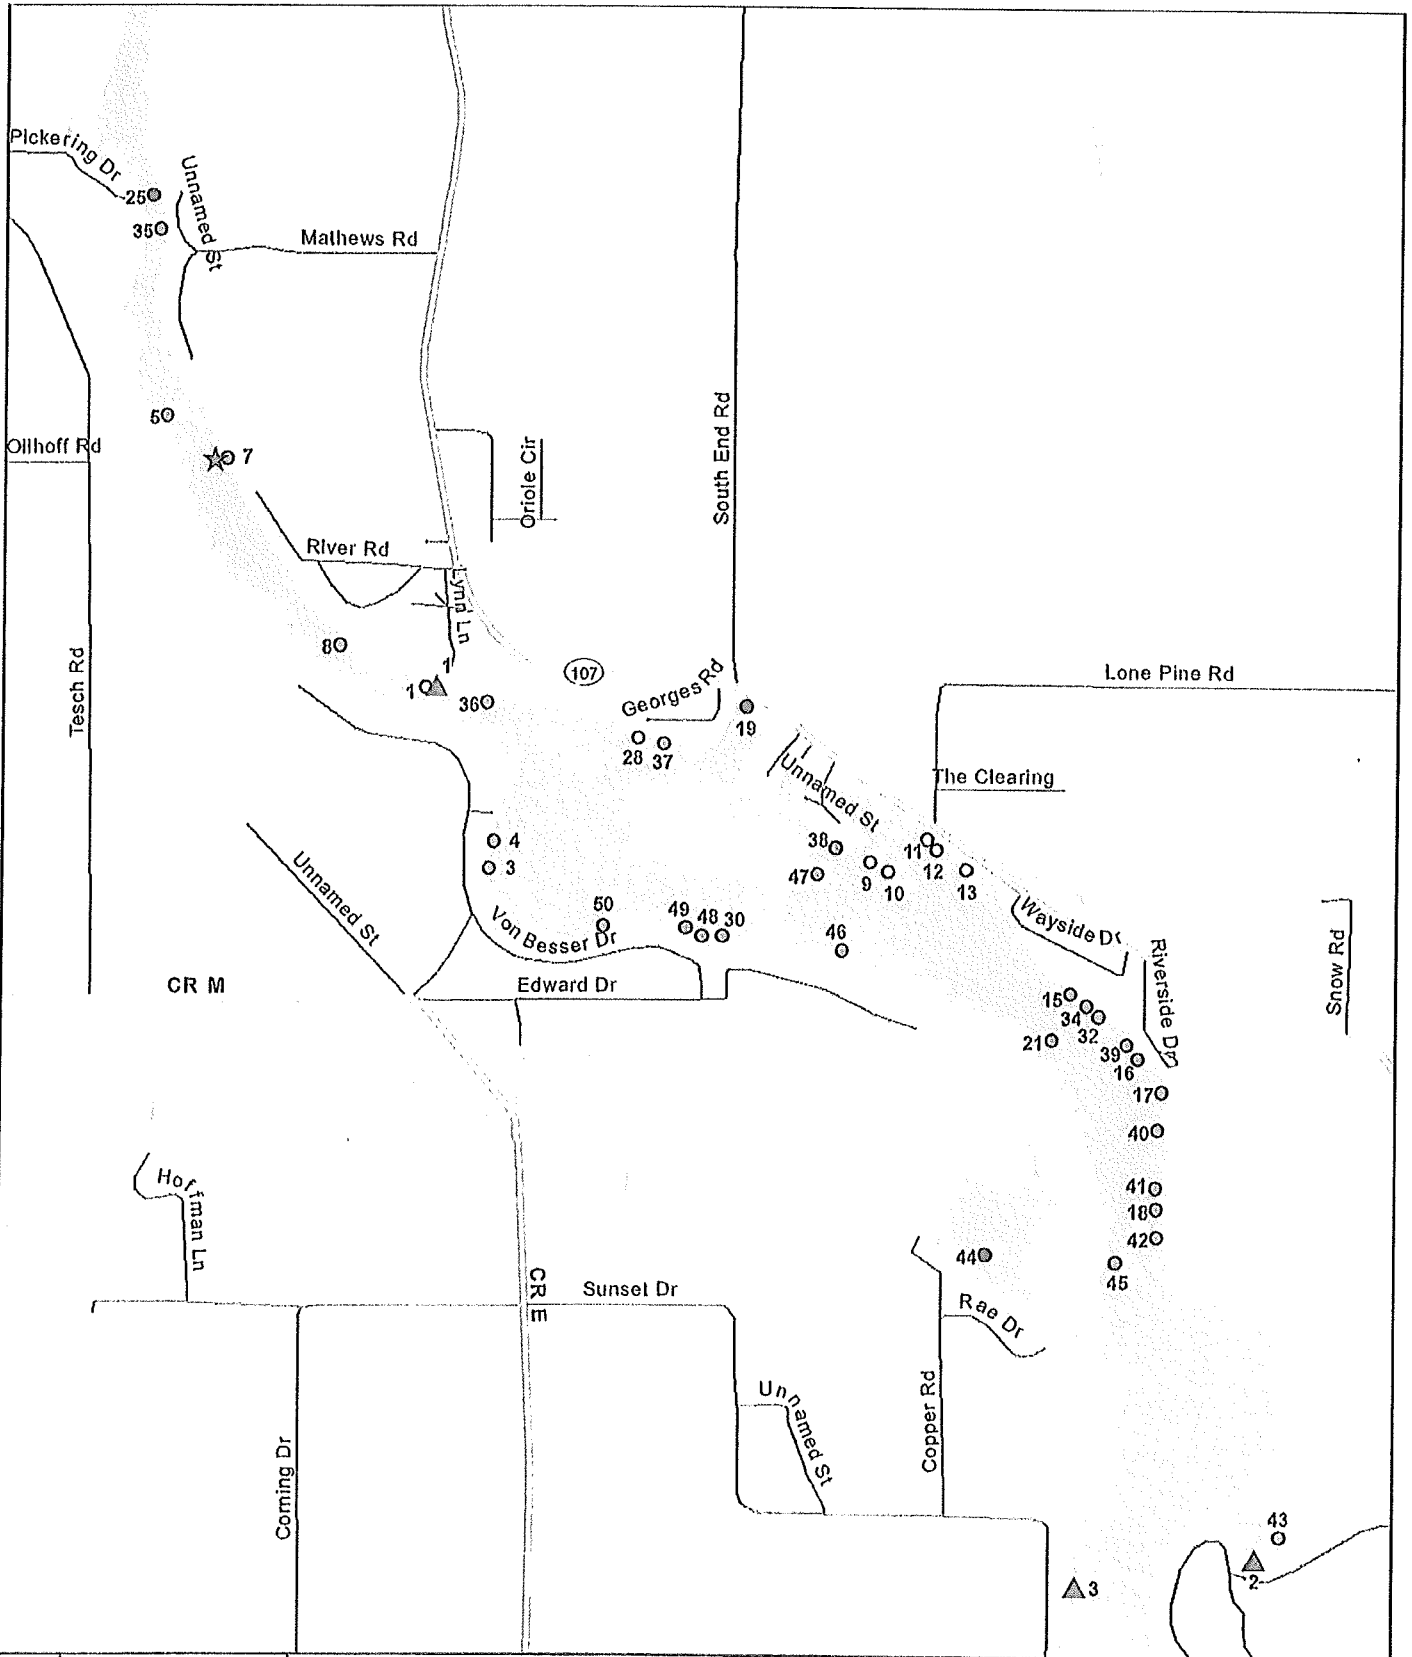 Pickering Dr
Unnamed St
25
35
Mathews Rd
5
Ollhoff Rd
7
Oriole Cir
South End Rd
River Rd
Lynn Ln
8
Tesch Rd
1
1
36
107
Georges Rd
Lone Pine Rd
19
28
37
Unnamed St
The Clearing
4
3
38
47
9
10
11
12
13
Unnamed St
50
49
48
30
Von Besser Dr
46
Wayside Dr
Riverside Dr
Snow Rd
CR M
Edward Dr
15
34
32
21
39
16
17
40
41
18
42
45
44
Hoffman Ln
CR E
Sunset Dr
Rae Dr
Copper Rd
Unnamed St
Corning Dr
43
2
3